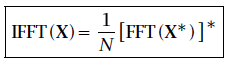 IFFT(X) = 1/N [FFT(X*)]*